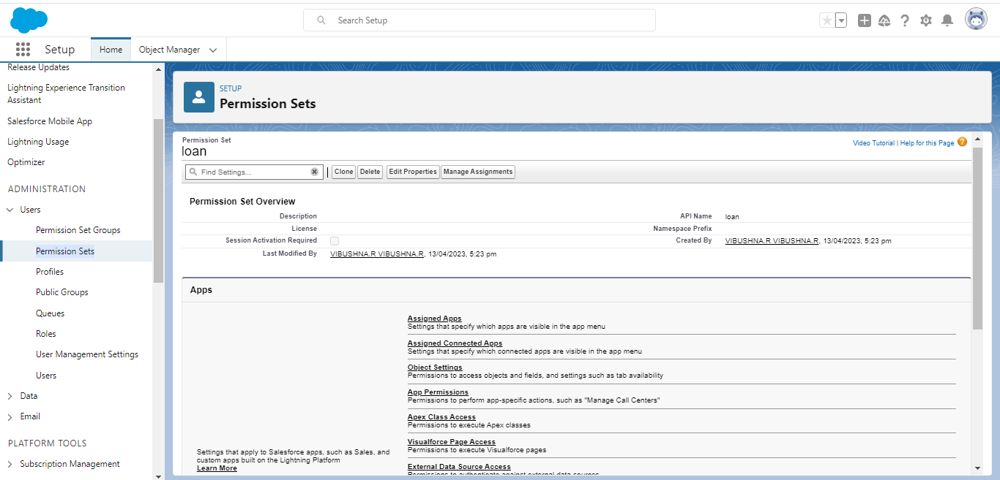 Search Setup
Setup
Home
Object Manager
Release Updates
Lightning Experience Transition
Assistant
Salesforce Mobile App
Lightning Usage
Optimizer
ADMINISTRATION
Users
Permission Set Groups
Permission Sets
Profiles
Public Groups
Queues
Roles
User Management Settings
Users
Data
Email
PLATFORM TOOLS
Subscription Management
SETUP
Permission Sets
Permission Set
loan
Video Tutorial | Help for this Page
Find Settings... | Clone Delete Edit Properties Manage Assignments
Permission Set Overview
Description API Name loan
License Namespace Prefix
Session Activation Required Created By VIBUSHNA.R VIBUSHNA.R, 13/04/2023, 5:23 pm
Last Modified By VIBUSHNA.R VIBUSHNA.R, 13/04/2023, 5:23 pm
Apps
Settings that apply to Salesforce apps, such as Sales, and
custom apps built on the Lightning Platform
Learn More
Assigned Apps
Settings that specify which apps are visible in the app menu
Assigned Connected Apps
Settings that specify which connected apps are visible in the app menu
Object Settings
Permissions to access objects and fields, and settings such as tab availability
App Permissions
Permissions to perform app-specific actions, such as "Manage Call Centers"
Apex Class Access
Permissions to execute Apex classes
Visualforce Page Access
Permissions to execute Visualforce pages
External Data Source Access
Permissions to authenticate against external data sources